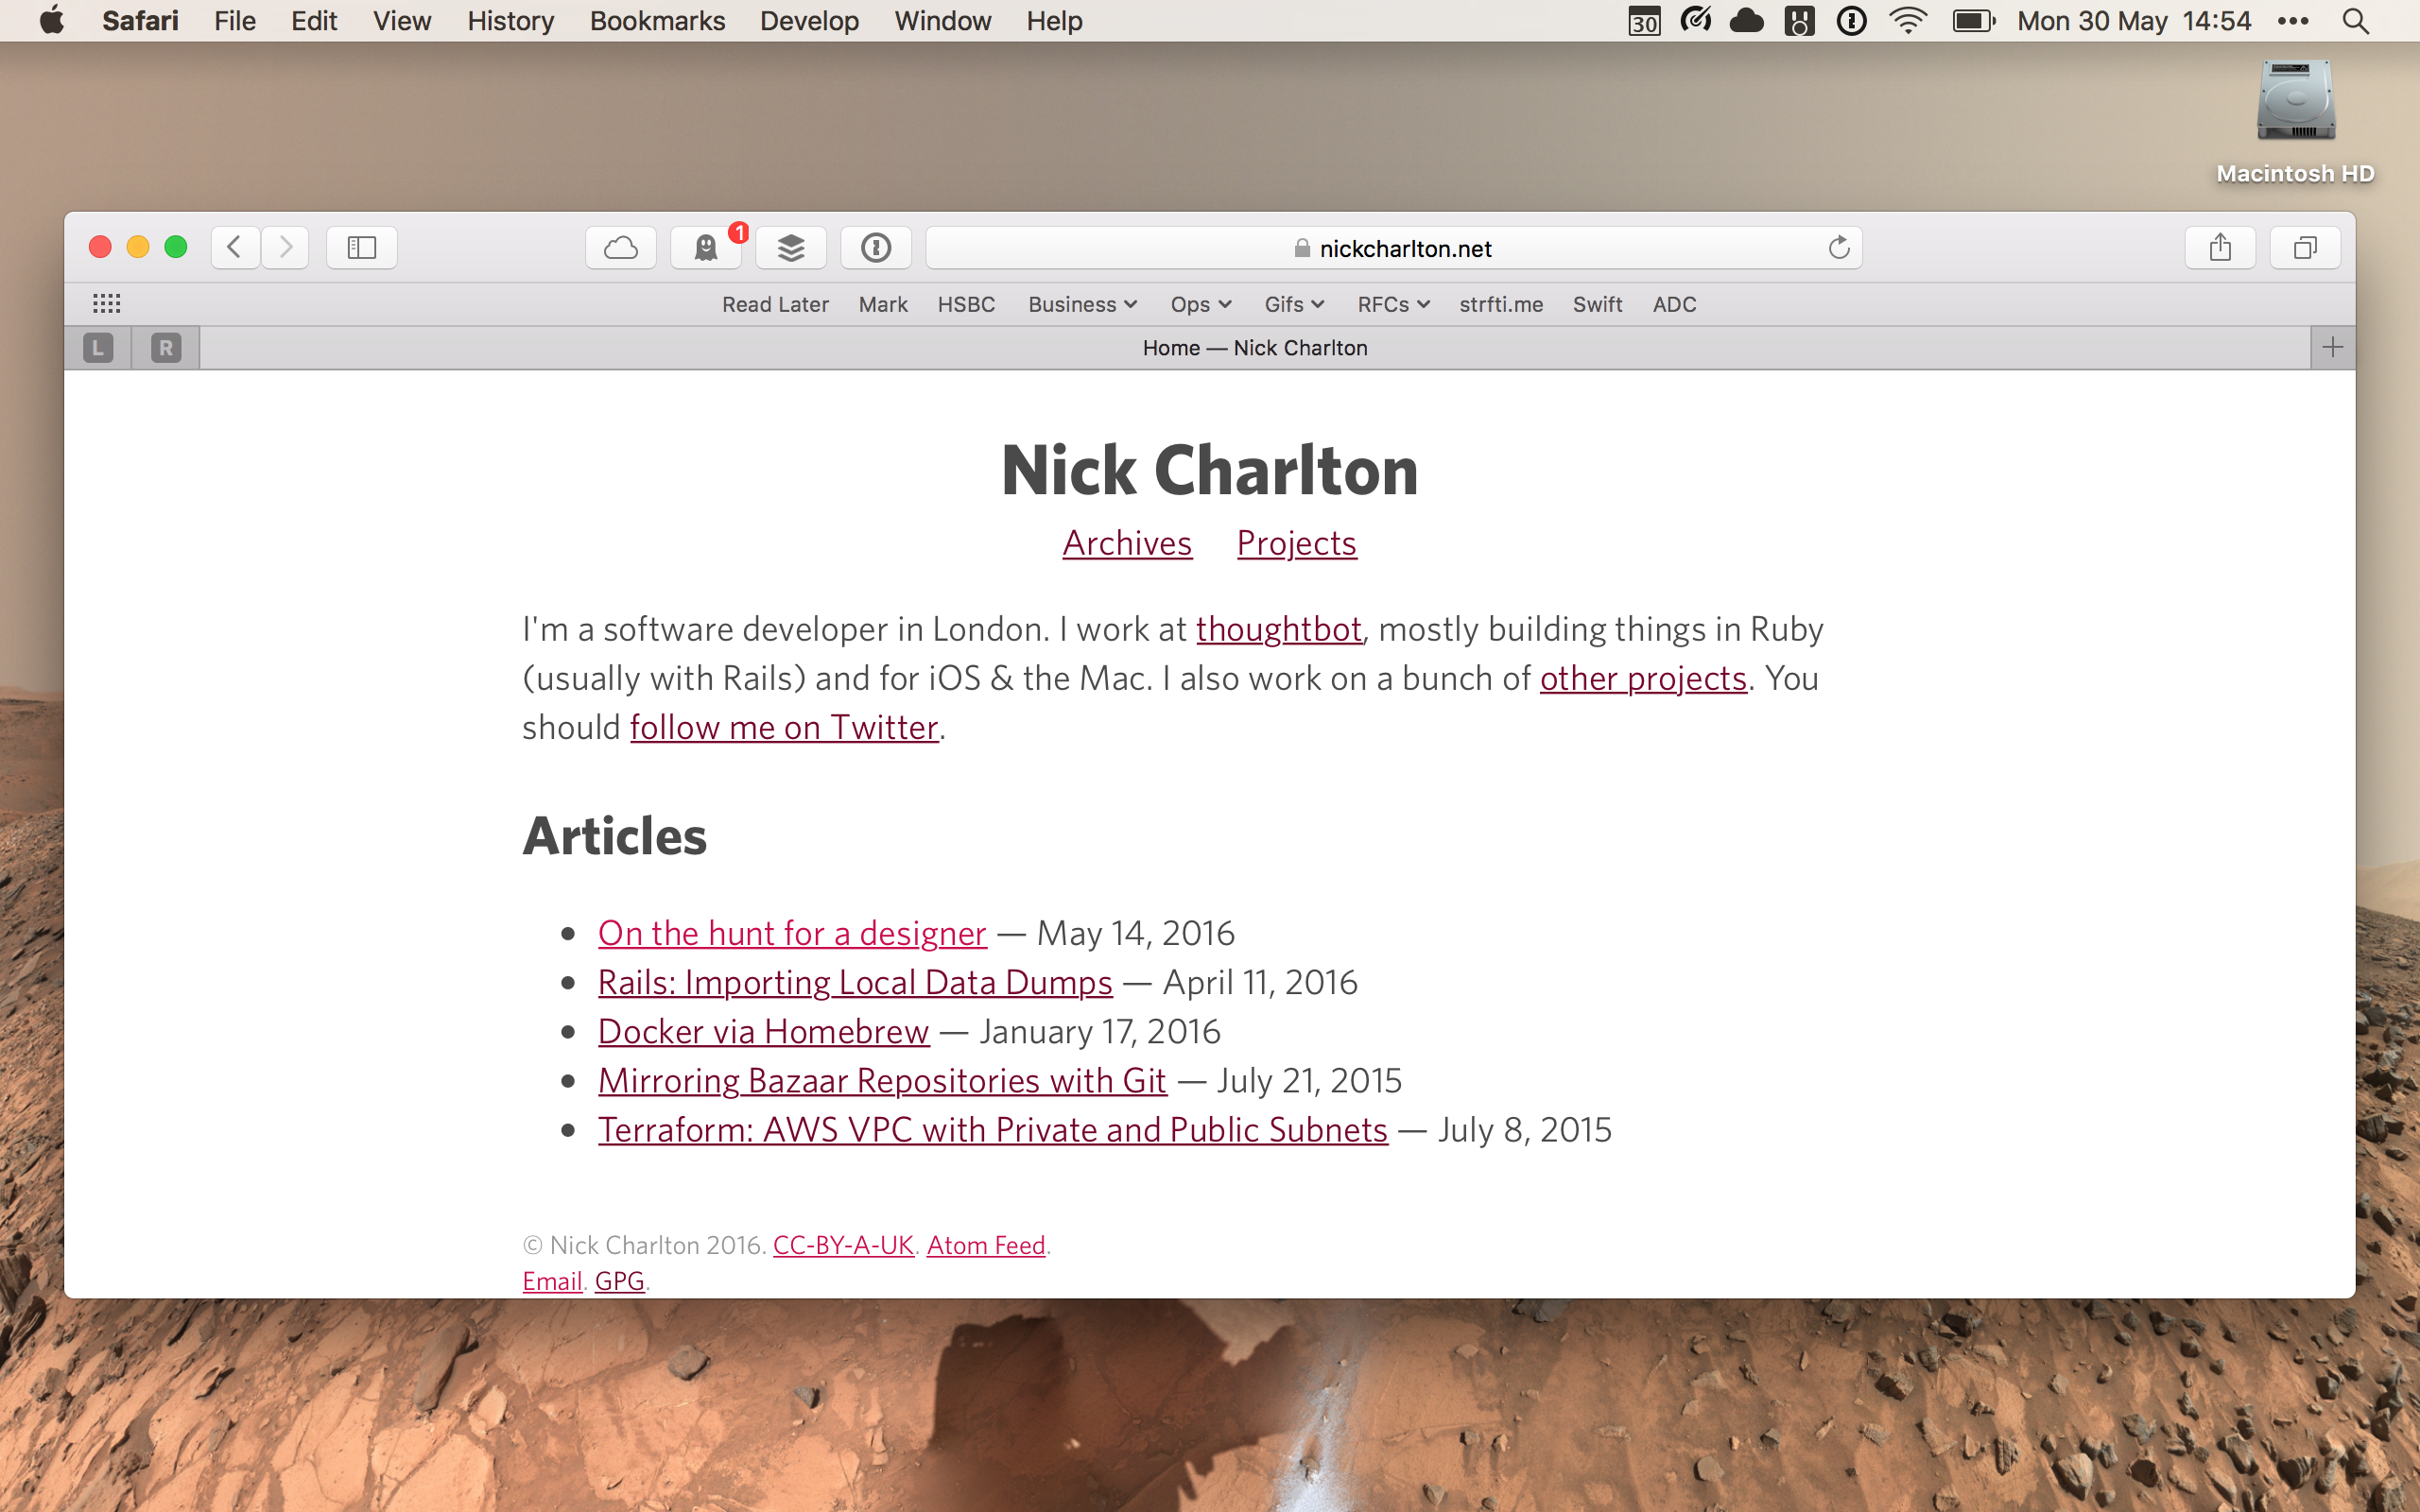 Safari File Edit View History Bookmarks Develop Window Help 30 Mon 30 May 14:54
Macintosh HD
1
nickcharlton.net
Read Later Mark HSBC Business Ops Gifs RFCs strfti.me Swift ADC
L R Home — Nick Charlton
Nick Charlton
Archives Projects
I'm a software developer in London. I work at thoughtbot, mostly building things in Ruby
(usually with Rails) and for iOS & the Mac. I also work on a bunch of other projects. You
should follow me on Twitter.
Articles
• On the hunt for a designer — May 14, 2016
• Rails: Importing Local Data Dumps — April 11, 2016
• Docker via Homebrew — January 17, 2016
• Mirroring Bazaar Repositories with Git — July 21, 2015
• Terraform: AWS VPC with Private and Public Subnets — July 8, 2015
© Nick Charlton 2016. CC-BY-A-UK. Atom Feed.
Email. GPG.